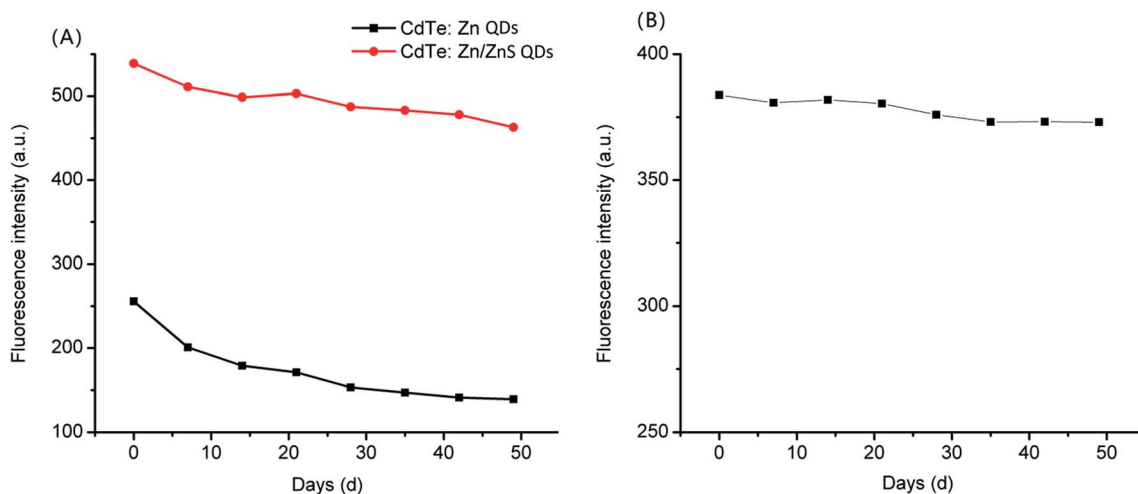 (A)
CdTe: Zn QDs
CdTe: Zn/ZnS QDs
500
400
300
200
100
Fluorescence intensity (a.u.)
0 10 20 30 40 50
Days (d)
(B)
400
350
300
250
Fluorescence intensity (a.u.)
0 10 20 30 40 50
Days (d)